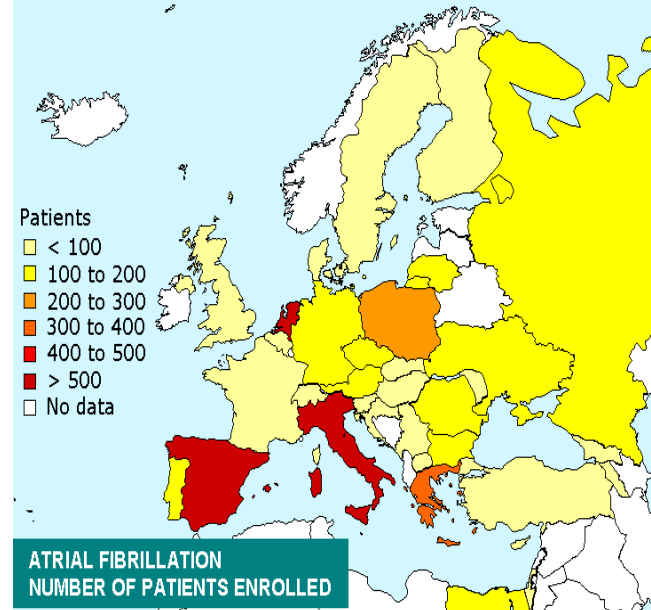 Patients
< 100
100 to 200
200 to 300
300 to 400
400 to 500
> 500
No data
ATRIAL FIBRILLATION
NUMBER OF PATIENTS ENROLLED